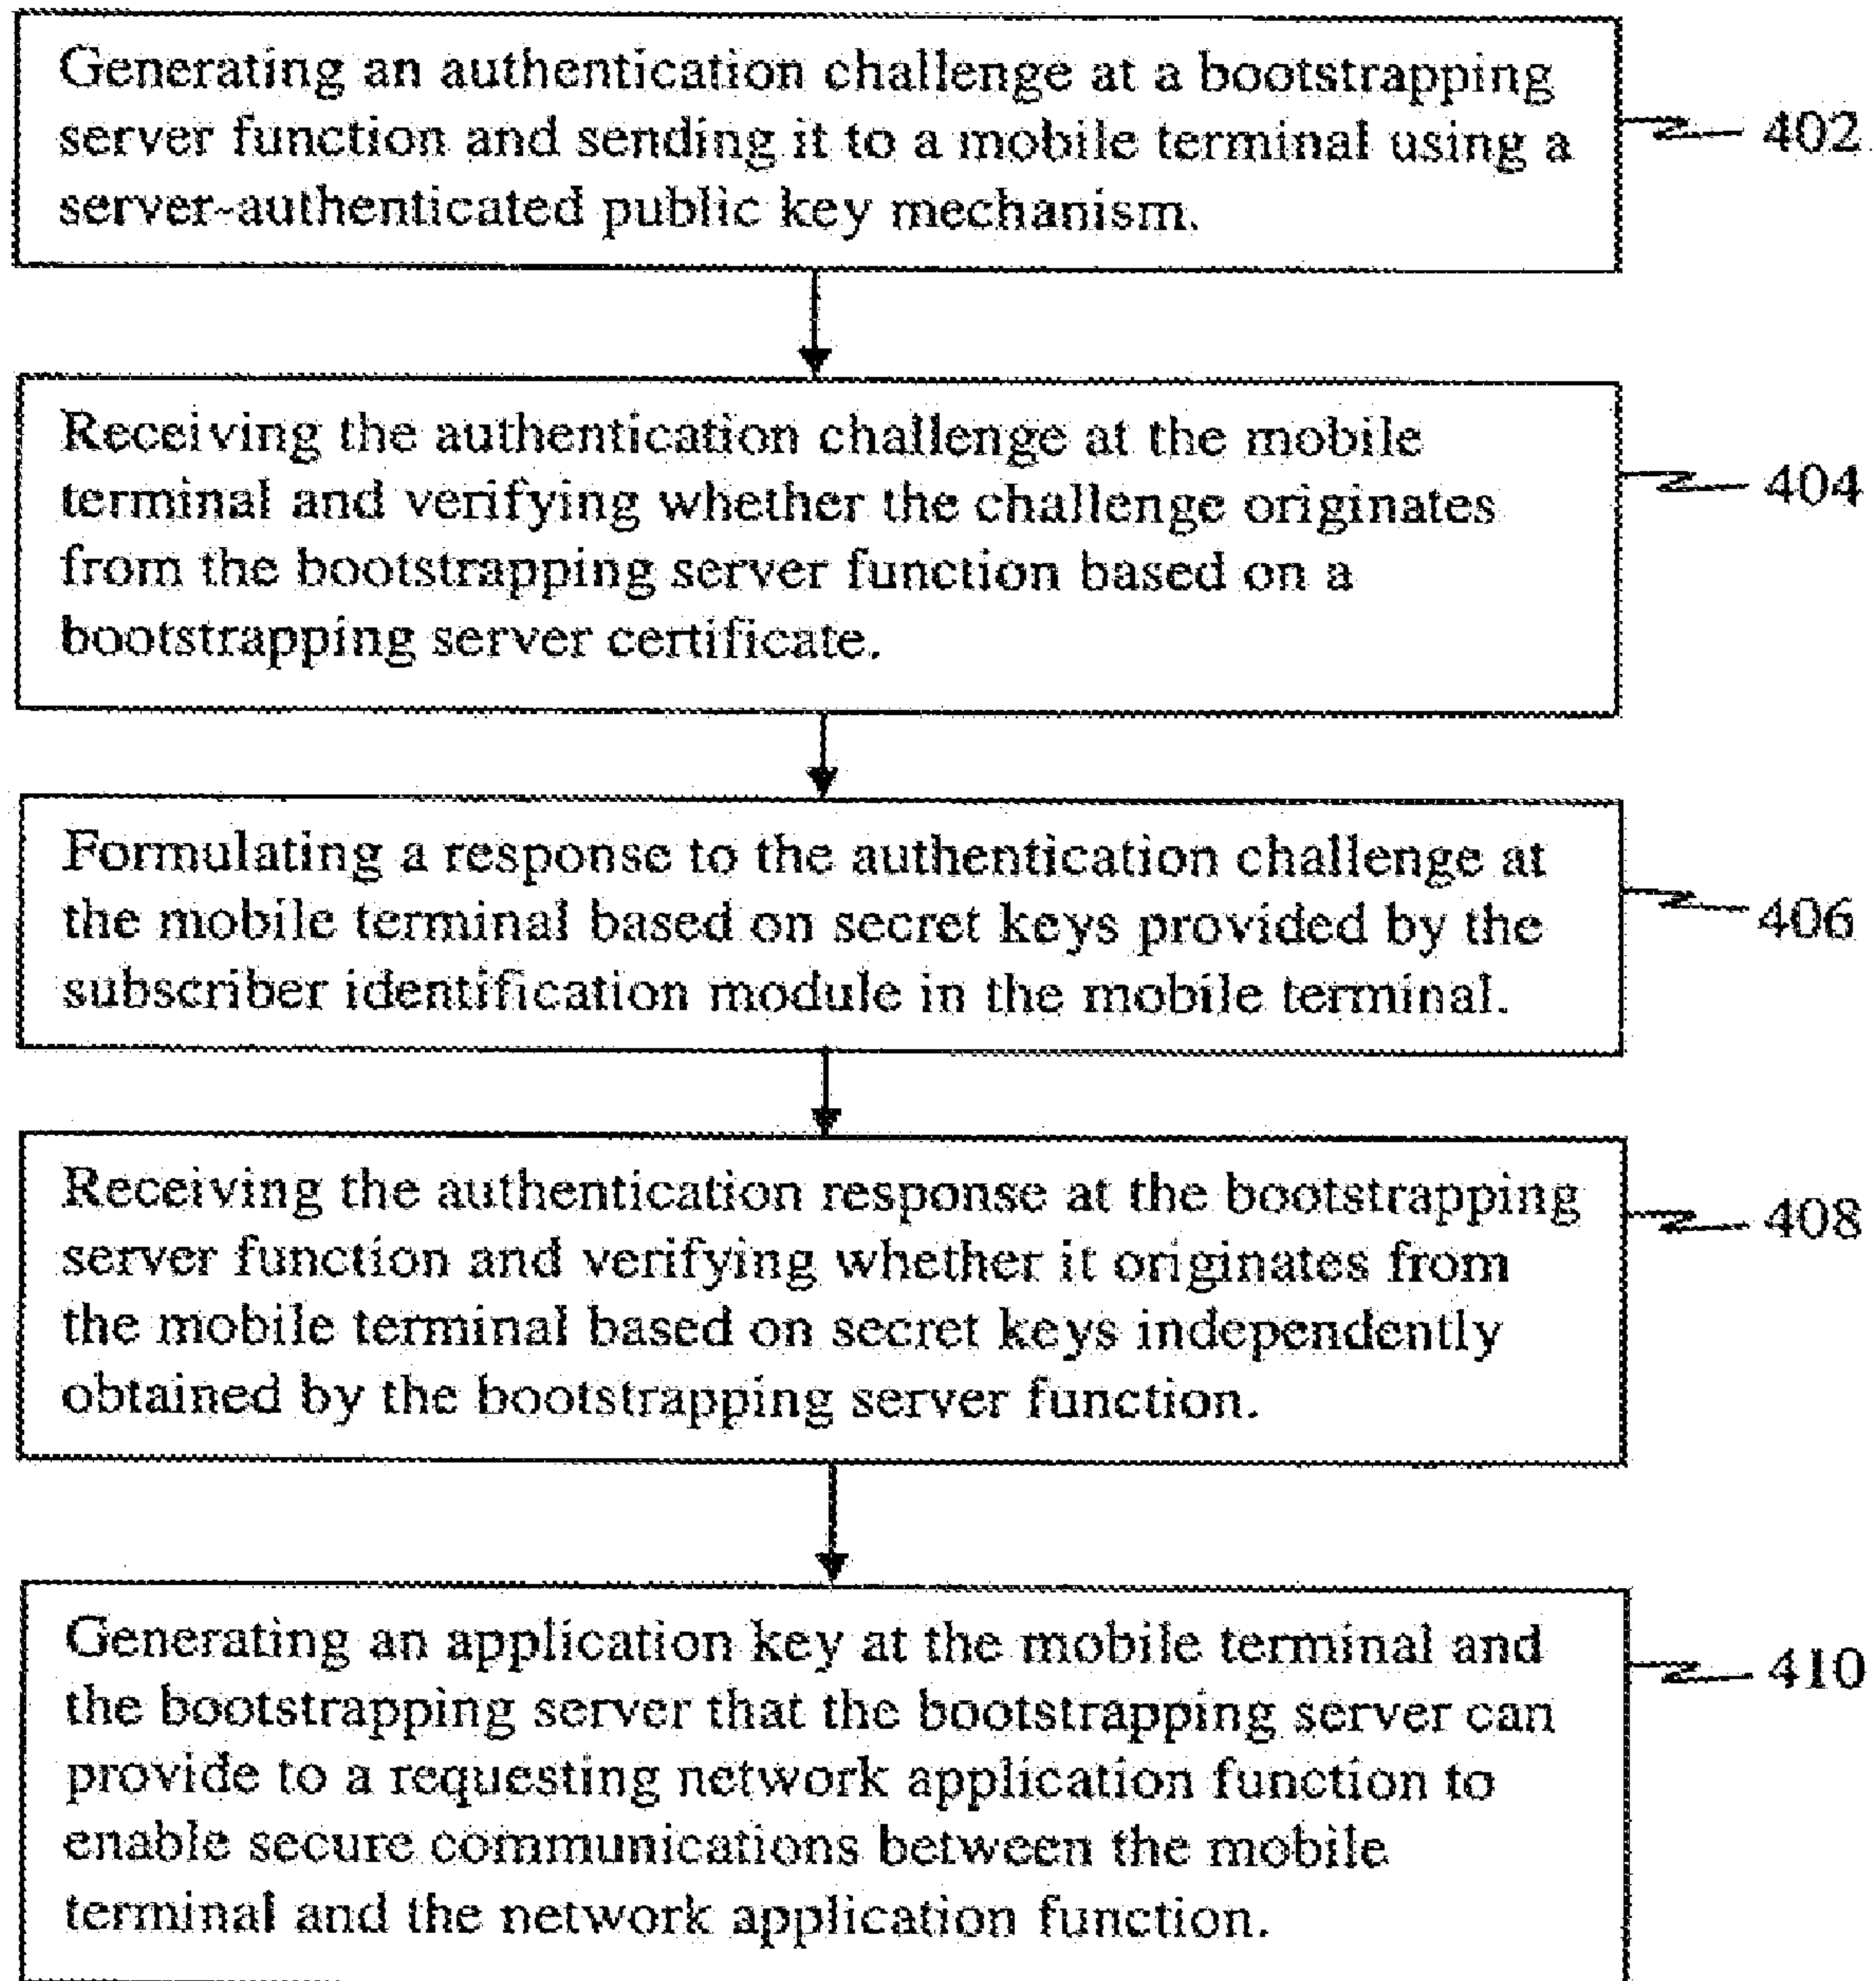 Generating an authentication challenge at a bootstrapping
server function and sending it to a mobile terminal using a
server-authenticated public key mechanism.
402
Receiving the authentication challenge at the mobile
terminal and verifying whether the challenge originates
from the bootstrapping server function based on a
bootstrapping server certificate.
404
Formulating a response to the authentication challenge at
the mobile terminal based on secret keys provided by the
subscriber identification module in the mobile terminal.
406
Receiving the authentication response at the bootstrapping
server function and verifying whether it originates from
the mobile terminal based on secret keys independently
obtained by the bootstrapping server function.
408
Generating an application key at the mobile terminal and
the bootstrapping server that the bootstrapping server can
provide to a requesting network application function to
enable secure communications between the mobile
terminal and the network application function.
410